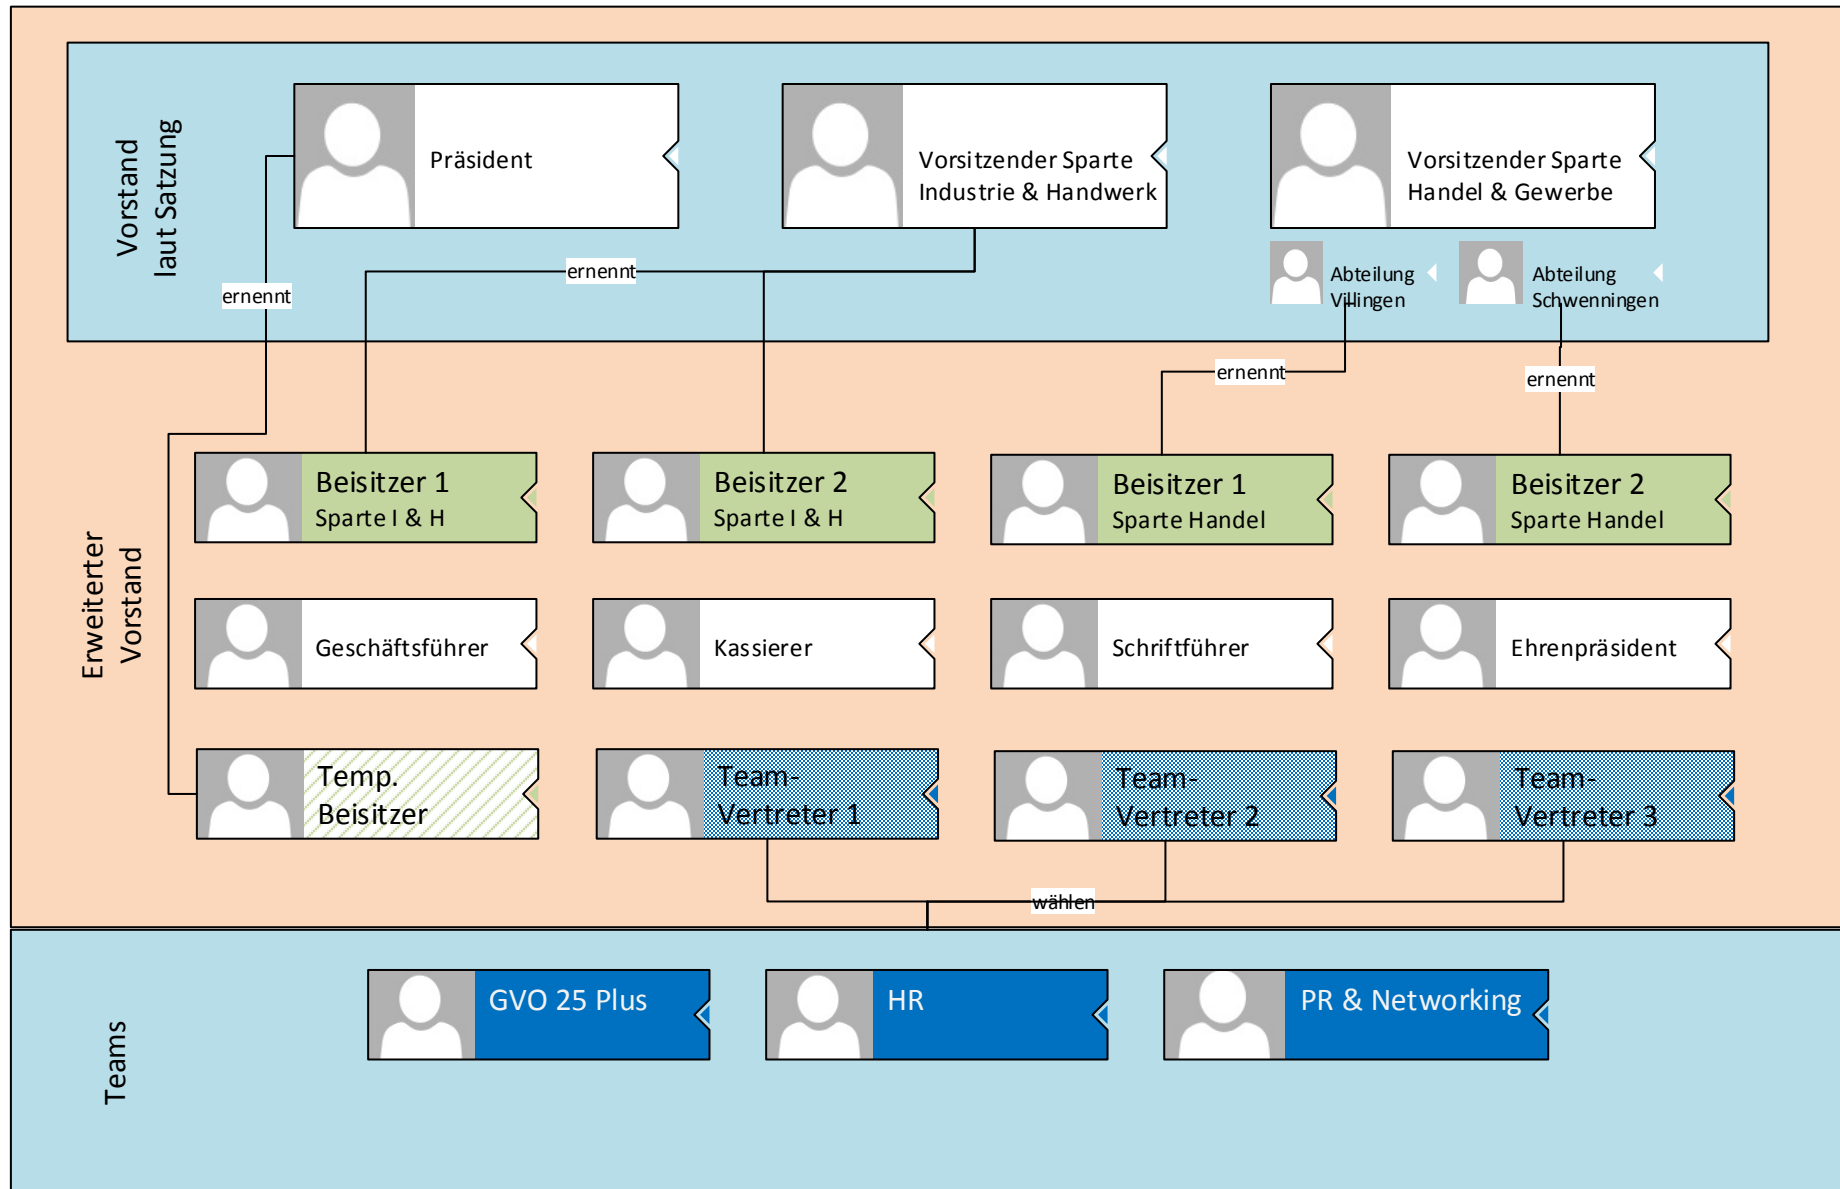 Vorstand
laut Satzung
Präsident
Vorsitzender Sparte
Industrie & Handwerk
Vorsitzender Sparte
Handel & Gewerbe
Abteilung
Villingen
Abteilung
Schwenningen
ernennt
ernennt
ernennt
ernennt
Erweiterter
Vorstand
Beisitzer 1
Sparte I & H
Beisitzer 2
Sparte I & H
Beisitzer 1
Sparte Handel
Beisitzer 2
Sparte Handel
Geschäftsführer
Kassierer
Schriftführer
Ehrenpräsident
Temp.
Beisitzer
Team-
Vertreter 1
Team-
Vertreter 2
Team-
Vertreter 3
wählen
Teams
GVO 25 Plus
HR
PR & Networking